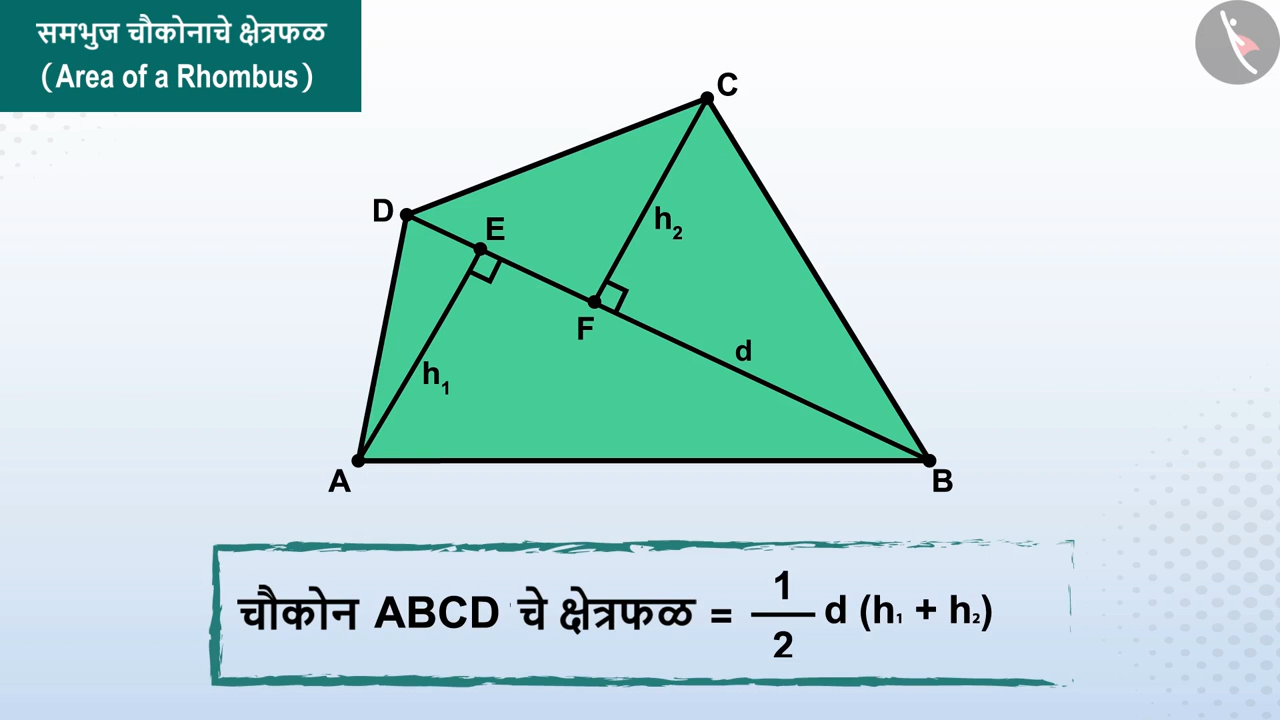 समभुज चौकोनाचे क्षेत्रफळ
(Area of a Rhombus)
C
D
E
h₂
F
d
h₁
A
B
चौकोन ABCD चे क्षेत्रफळ = 1/2 d (h₁ + h₂)